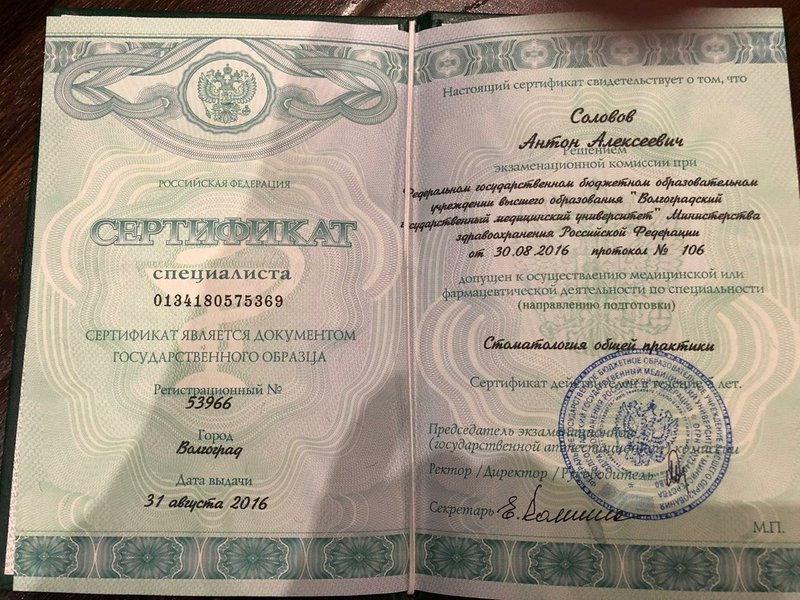 РОССИЙСКАЯ ФЕДЕРАЦИЯ
СЕРТИФИКАТ
специалиста
0134180575369
СЕРТИФИКАТ ЯВЛЯЕТСЯ ДОКУМЕНТОМ
ГОСУДАРСТВЕННОГО ОБРАЗЦА
Регистрационный №
53966
Город
Волгоград
Дата выдачи
31 августа 2016
Настоящий сертификат свидетельствует о том, что
Соловов
Антон Алексеевич
Решением
экзаменационной комиссии при
Федеральном государственном бюджетном образовательном
учреждении высшего образования "Волгоградский
государственный медицинский университет" Министерства
здравоохранения Российской Федерации
от 30.08.2016 протокол № 106
допущен к осуществлению медицинской или
фармацевтической деятельности по специальности
(направлению подготовки)
Стоматология общей практики
Сертификат действителен в течение лет.
Председатель экзаменационной
(государственной аттестационной) комиссии
Ректор /Директор /Руководитель
Секретарь
М.П.